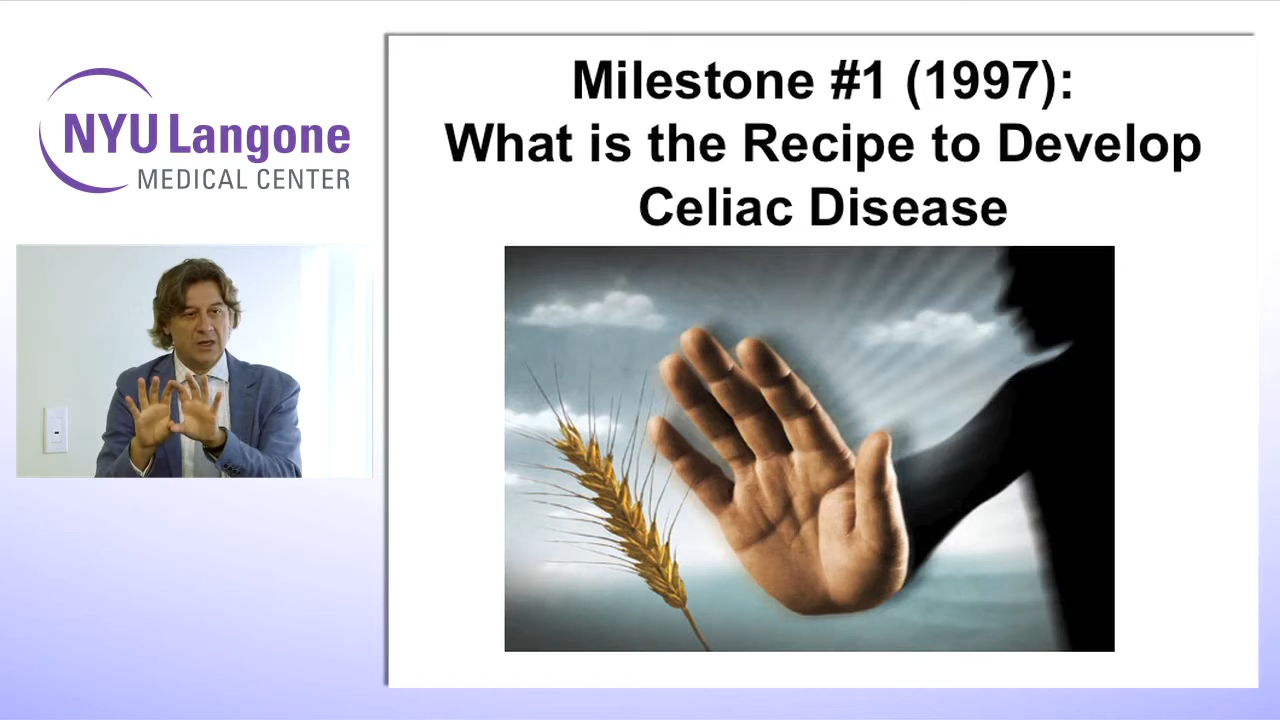 NYU Langone
MEDICAL CENTER
Milestone #1 (1997):
What is the Recipe to Develop
Celiac Disease